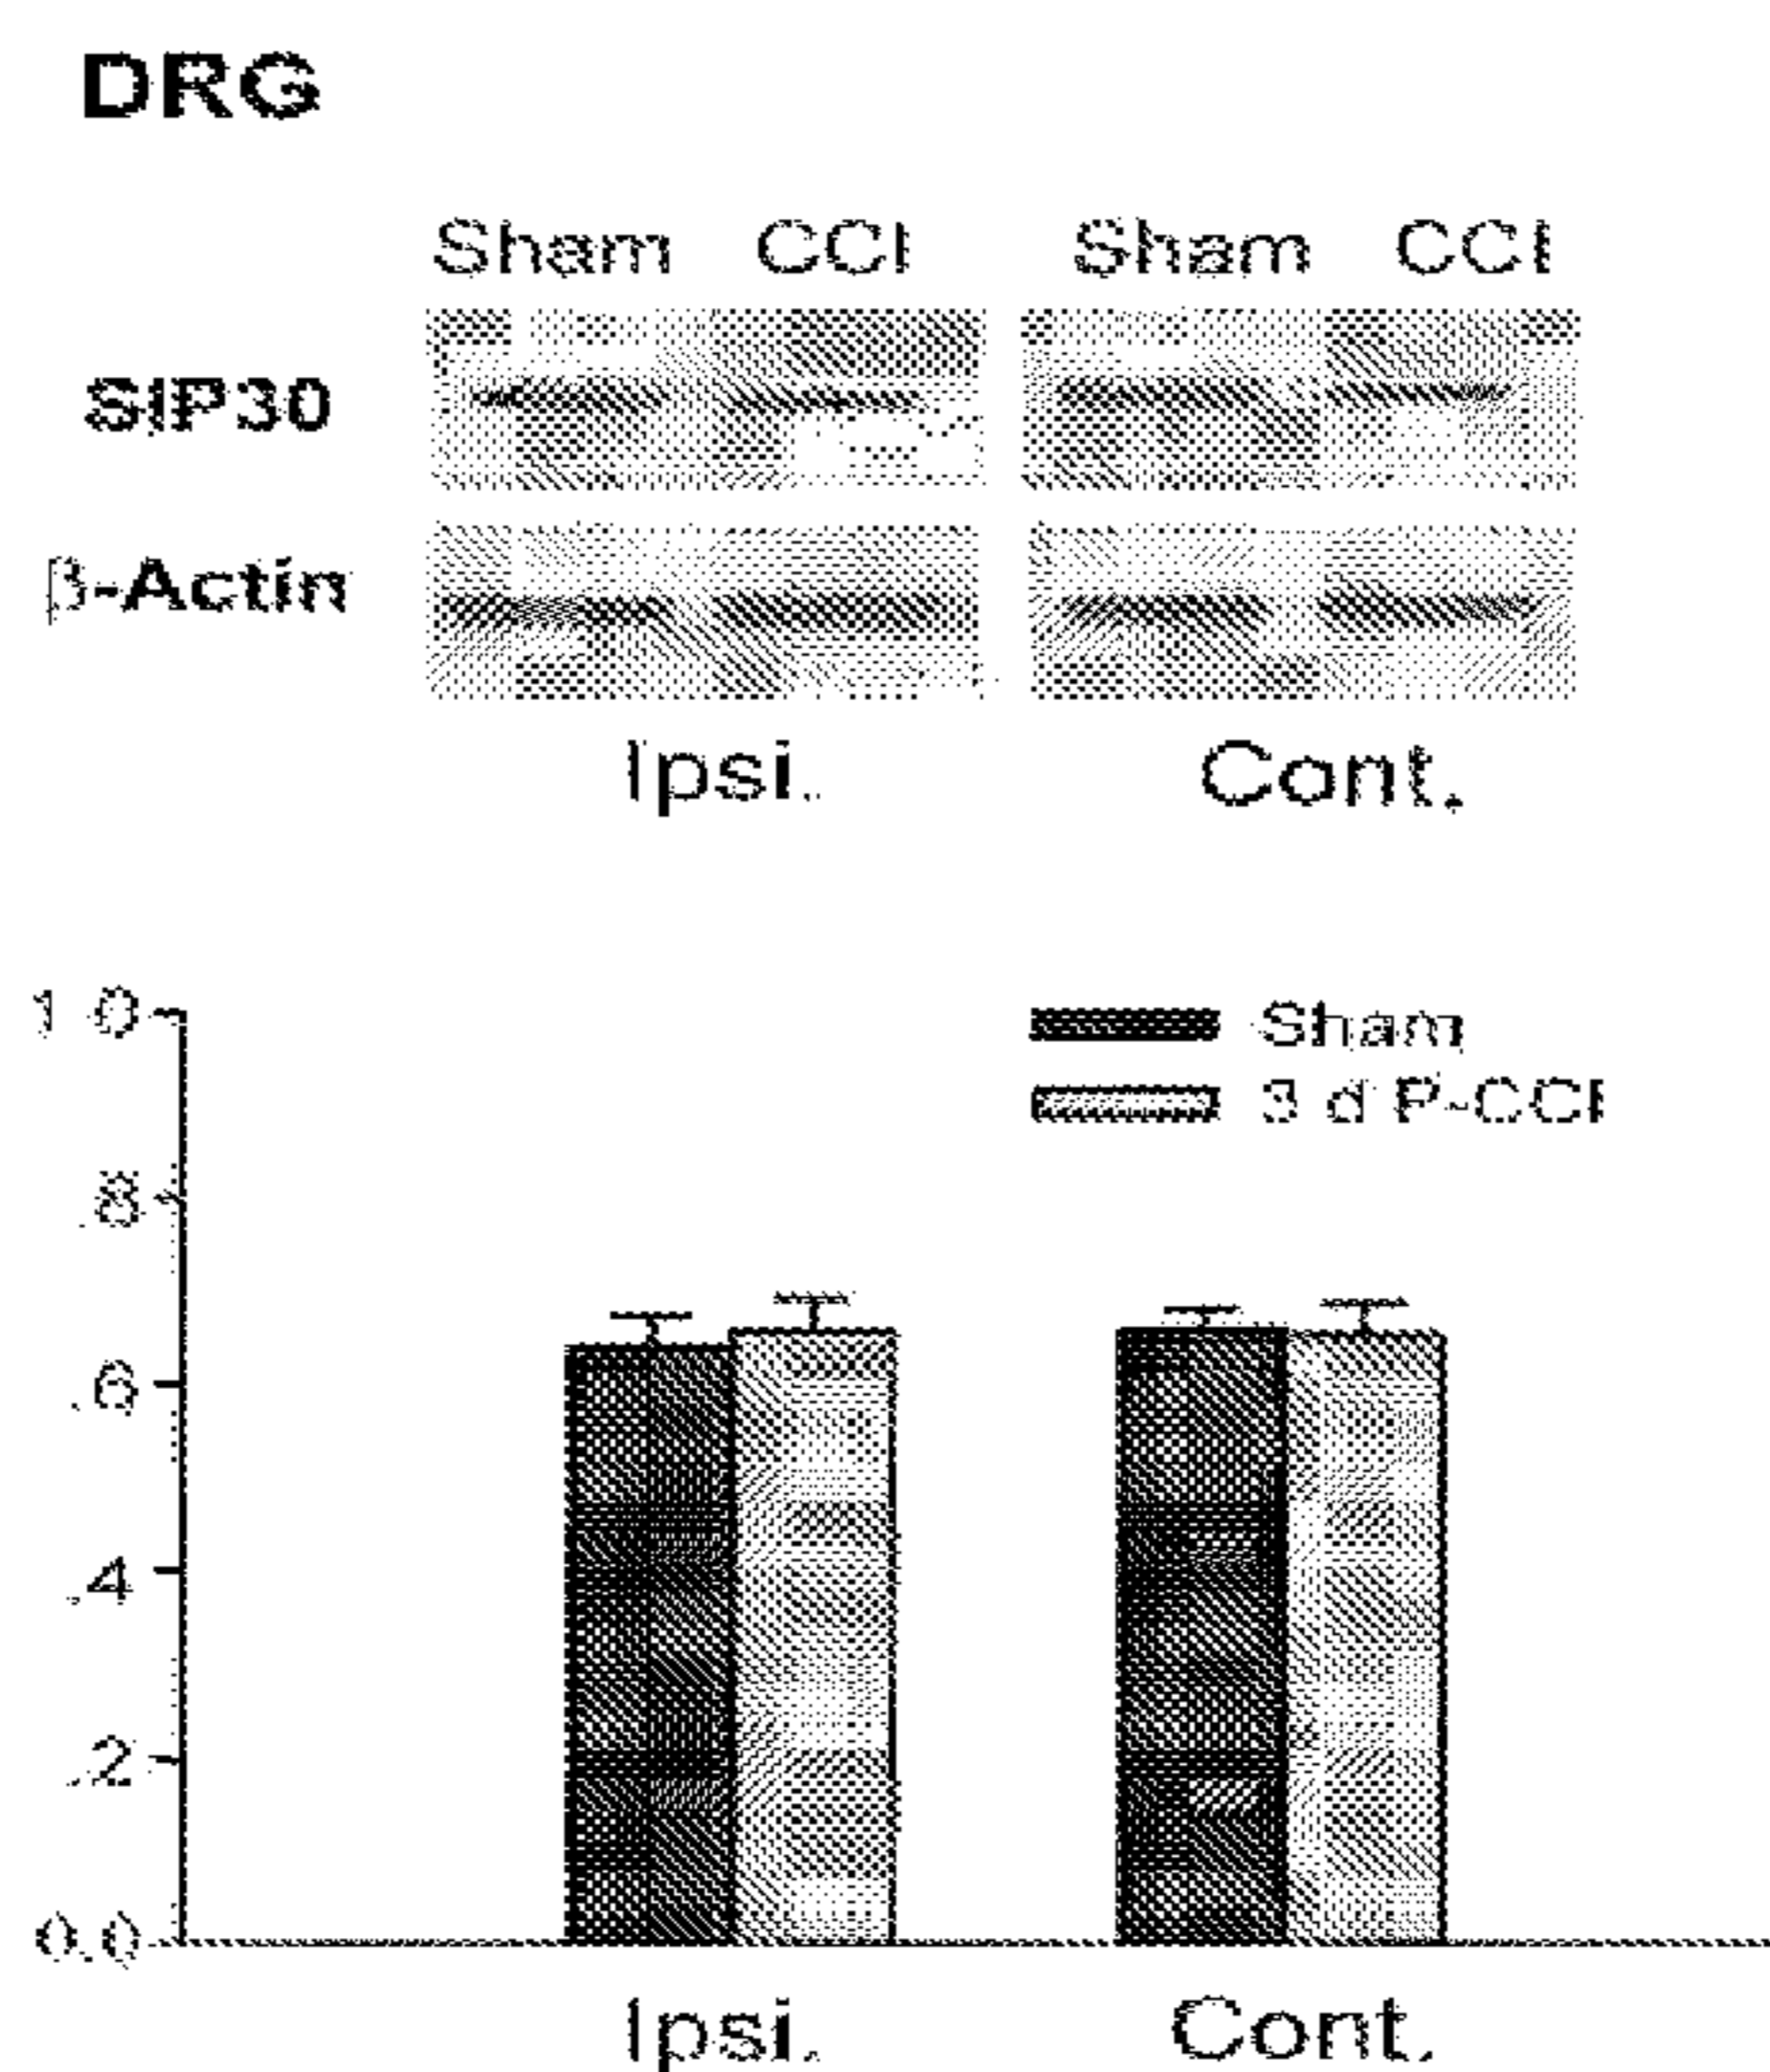 DRG
Sham CCI Sham CCI
SIP30
β-Actin
Ipsi. Cont.
1.0
Sham
3 d P-CCI
.8
.6
.4
.2
0.0
Ipsi. Cont.